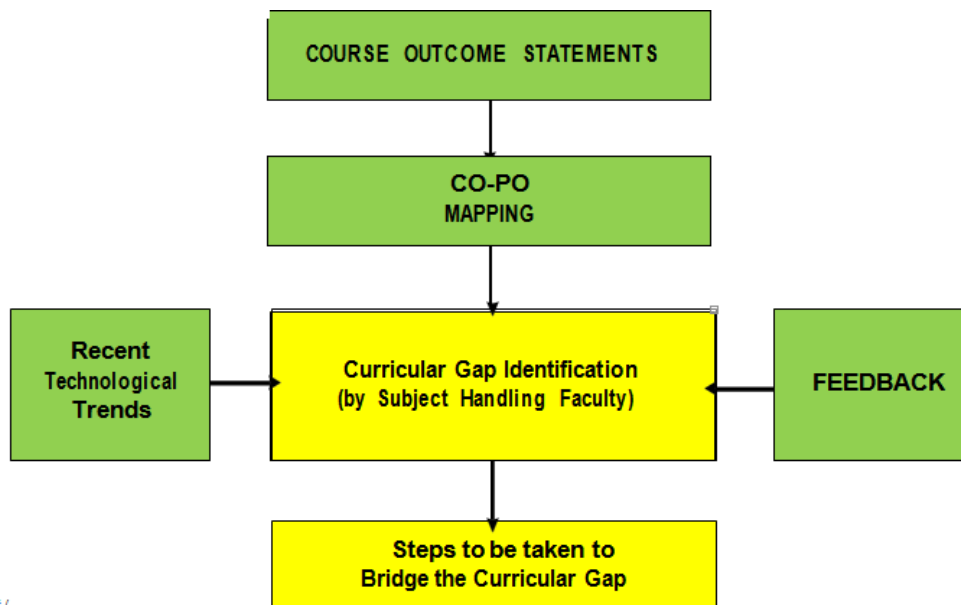 COURSE OUTCOME STATEMENTS
CO-PO
MAPPING
Recent
Technological
Trends
Curricular Gap Identification
(by Subject Handling Faculty)
FEEDBACK
Steps to be taken to
Bridge the Curricular Gap